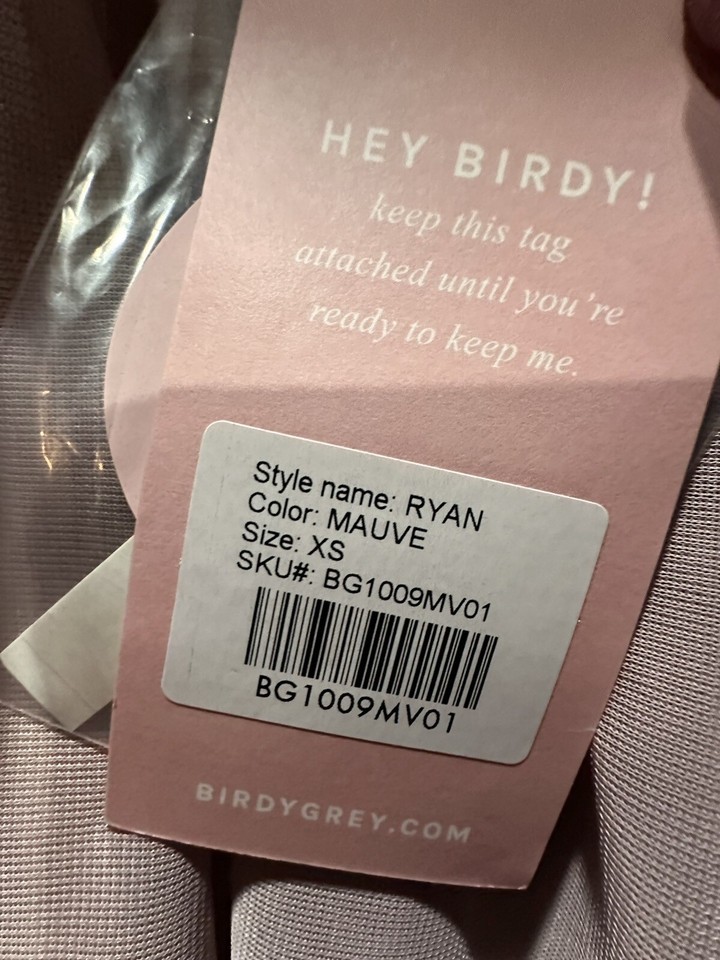 HEY BIRDY!
keep this tag
attached until you're
ready to keep me.
Style name: RYAN
Color: MAUVE
Size: XS
SKU#: BG1009MV01
BG1009MV01
BIRDYGREY.COM